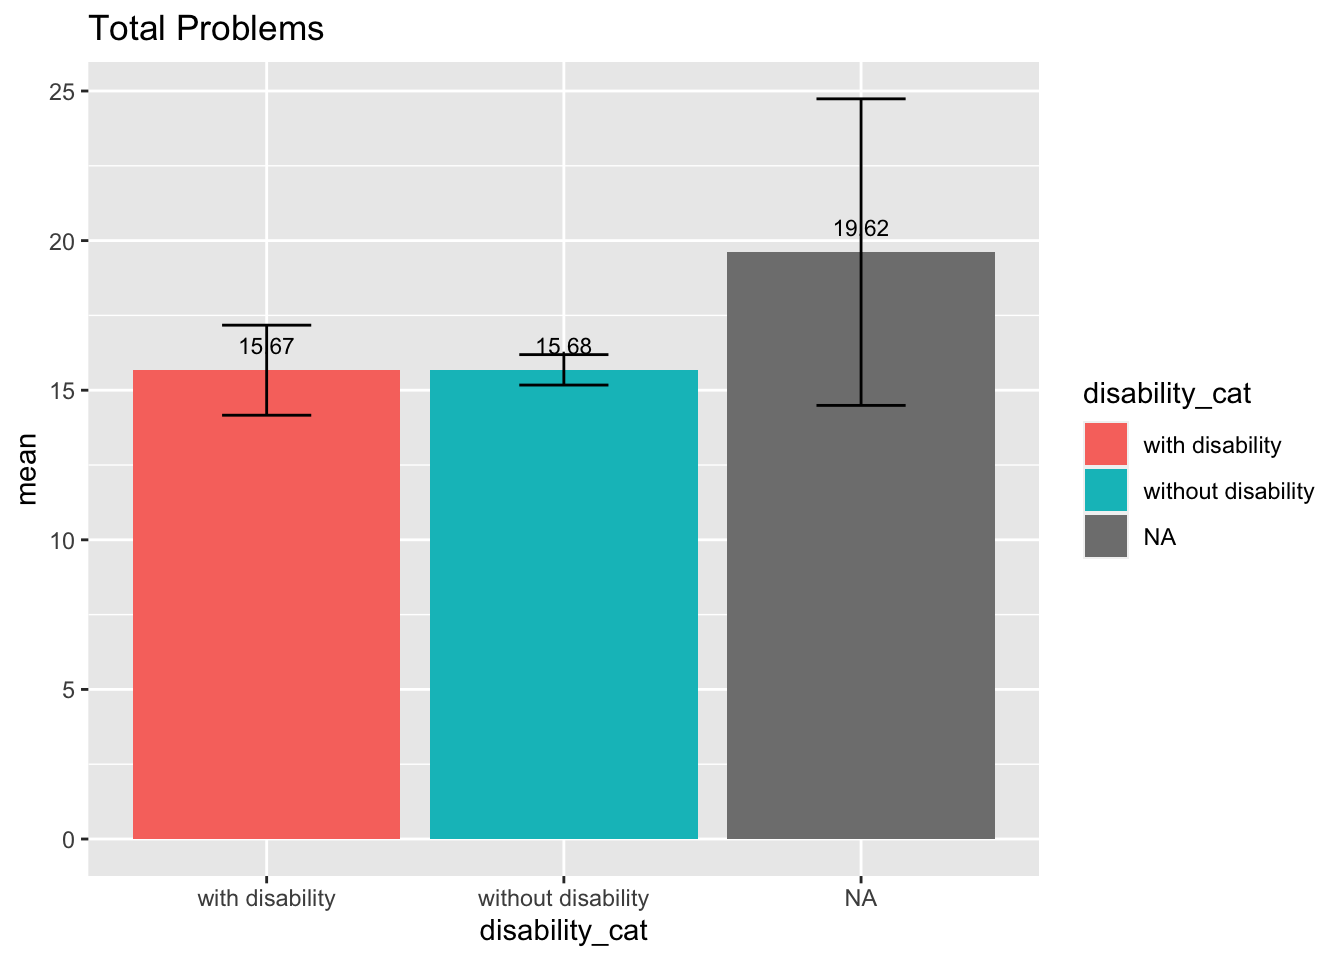 Total Problems
25
20
15
10
5
0
mean
15.67
15.68
19.62
with disability
without disability
NA
disability_cat
disability_cat
with disability
without disability
NA